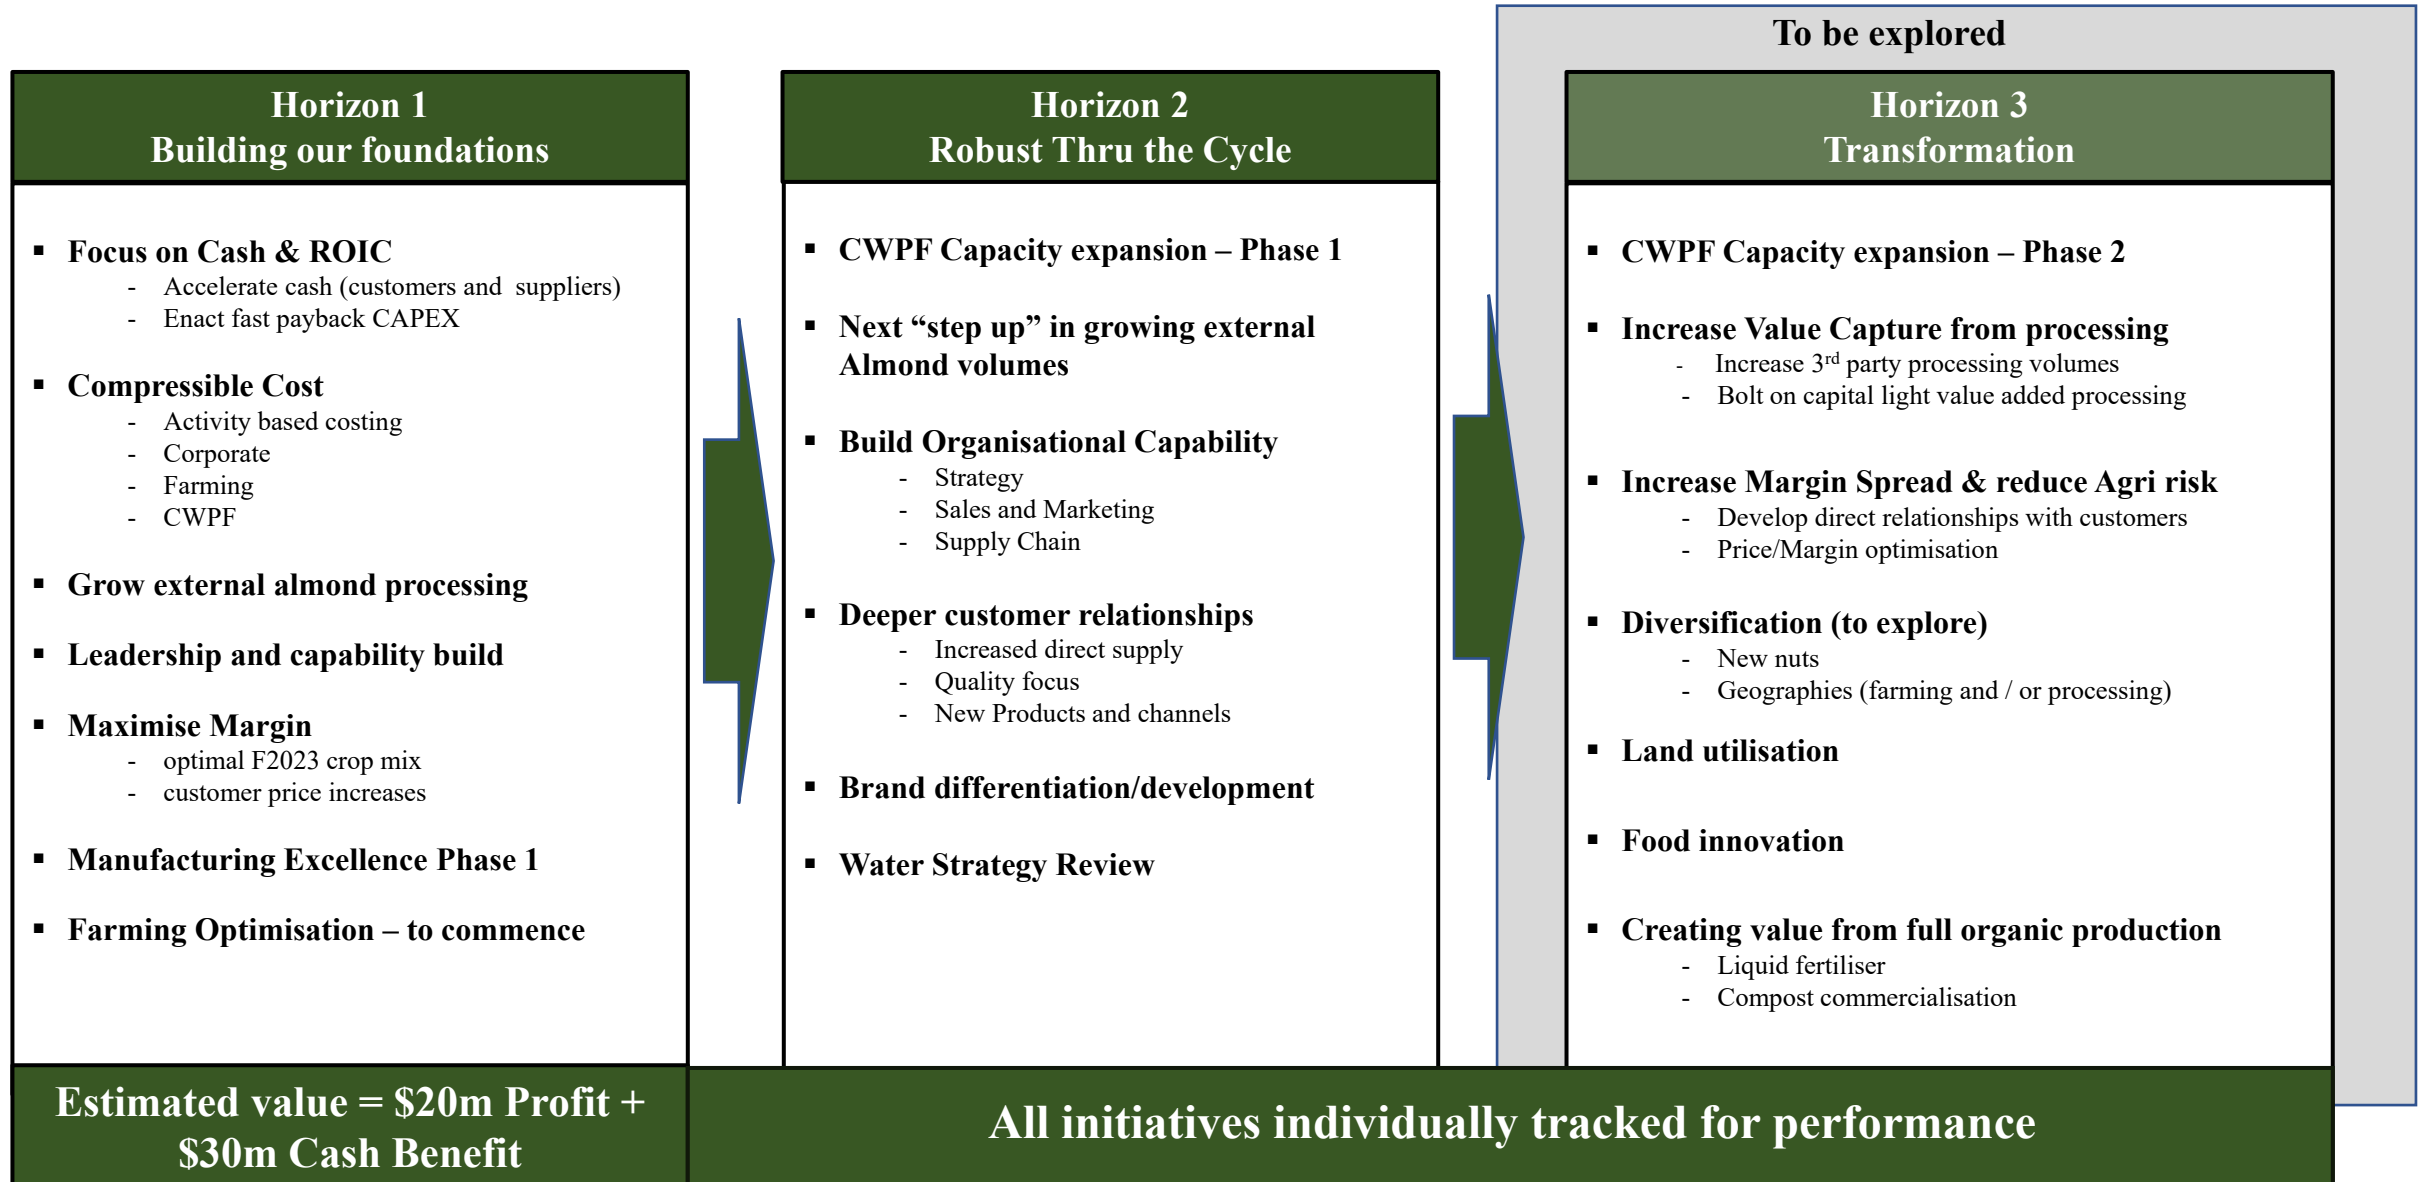 To be explored
Horizon 1
Building our foundations
▪ Focus on Cash & ROIC
- Accelerate cash (customers and  suppliers)
- Enact fast payback CAPEX
▪ Compressible Cost
- Activity based costing
- Corporate
- Farming
- CWPF
▪ Grow external almond processing
▪ Leadership and capability build
▪ Maximise Margin
- optimal F2023 crop mix
- customer price increases
▪ Manufacturing Excellence Phase 1
▪ Farming Optimisation – to commence
Estimated value = $20m Profit +
$30m Cash Benefit
Horizon 2
Robust Thru the Cycle
▪ CWPF Capacity expansion – Phase 1
▪ Next “step up” in growing external
Almond volumes
▪ Build Organisational Capability
- Strategy
- Sales and Marketing
- Supply Chain
▪ Deeper customer relationships
- Increased direct supply
- Quality focus
- New Products and channels
▪ Brand differentiation/development
▪ Water Strategy Review
Horizon 3
Transformation
▪ CWPF Capacity expansion – Phase 2
▪ Increase Value Capture from processing
- Increase 3rd party processing volumes
- Bolt on capital light value added processing
▪ Increase Margin Spread & reduce Agri risk
- Develop direct relationships with customers
- Price/Margin optimisation
▪ Diversification (to explore)
- New nuts
- Geographies (farming and / or processing)
▪ Land utilisation
▪ Food innovation
▪ Creating value from full organic production
- Liquid fertiliser
- Compost commercialisation
All initiatives individually tracked for performance